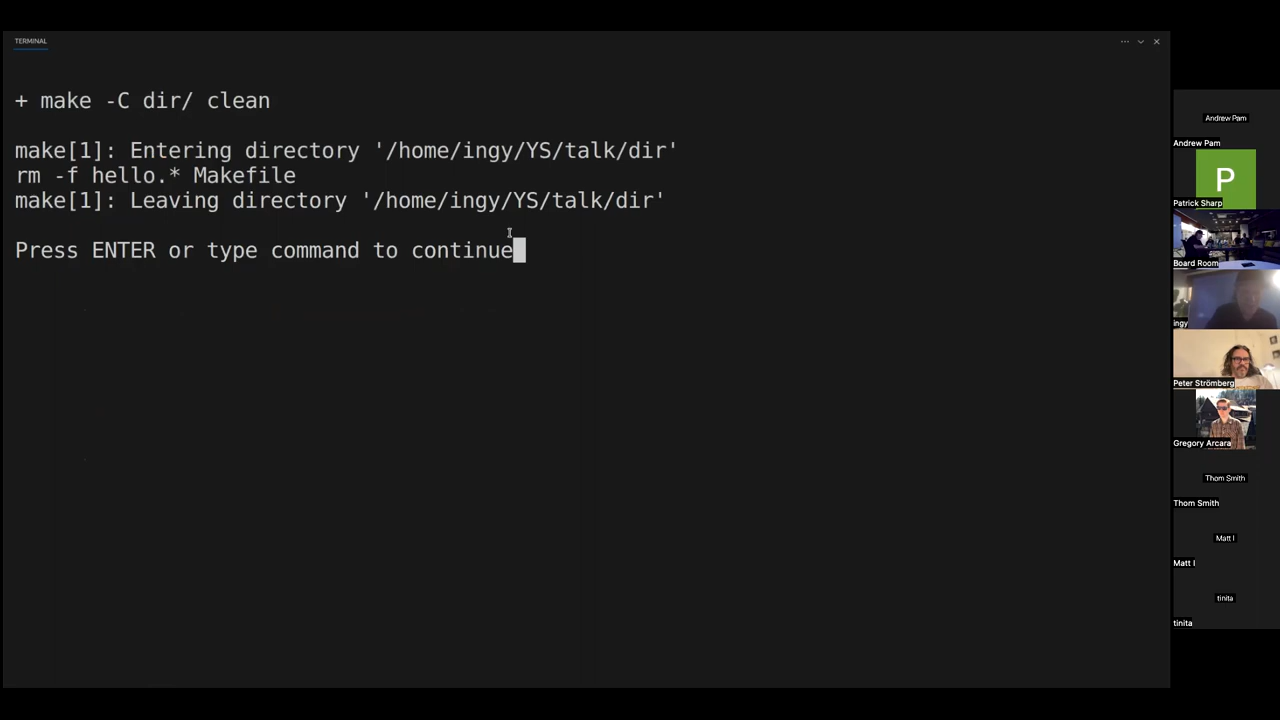 TERMINAL
+ make -C dir/ clean
make[1]: Entering directory '/home/ingy/YS/talk/dir'
rm -f hello.* Makefile
make[1]: Leaving directory '/home/ingy/YS/talk/dir'
Press ENTER or type command to continue
Andrew Pam
Andrew Pam
P
Patrick Sharp
Board Room
ingy
Peter Strömberg
Gregory Arcara
Thom Smith
Thom Smith
Matt I
Matt I
tinita
tinita